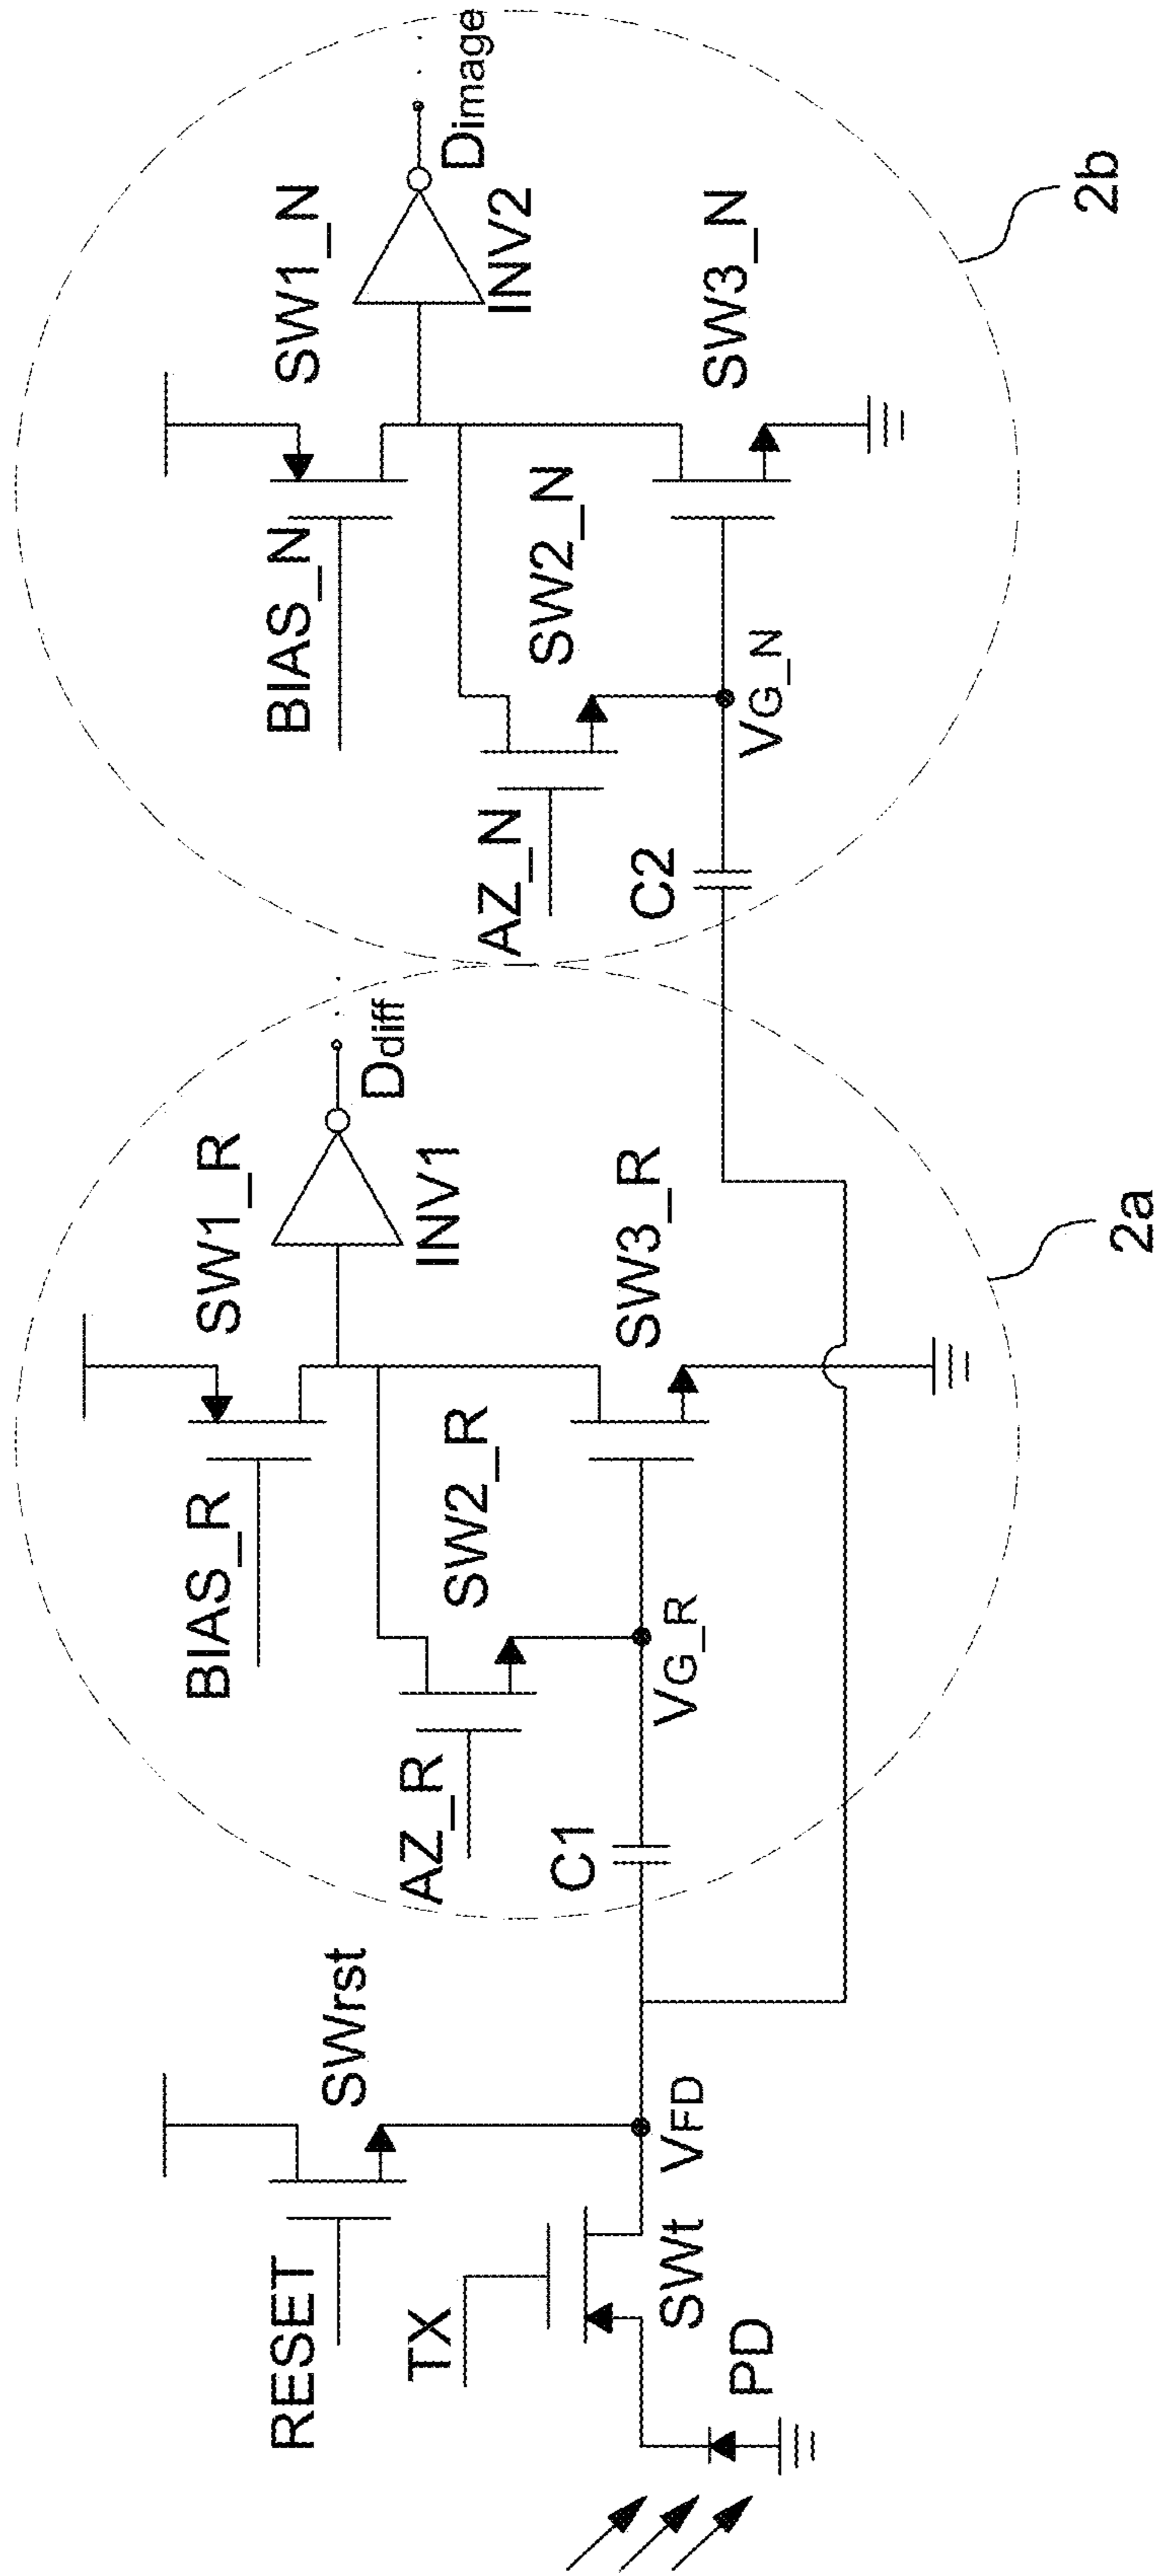 RESET
SWrst
TX
SWt
VFD
PD
BIAS_R
SW1_R
AZ_R
SW2_R
INV1
Ddiff
C1
VG_R
SW3_R
2a
BIAS_N
SW1_N
AZ_N
SW2_N
INV2
Dimage
C2
VG_N
SW3_N
2b